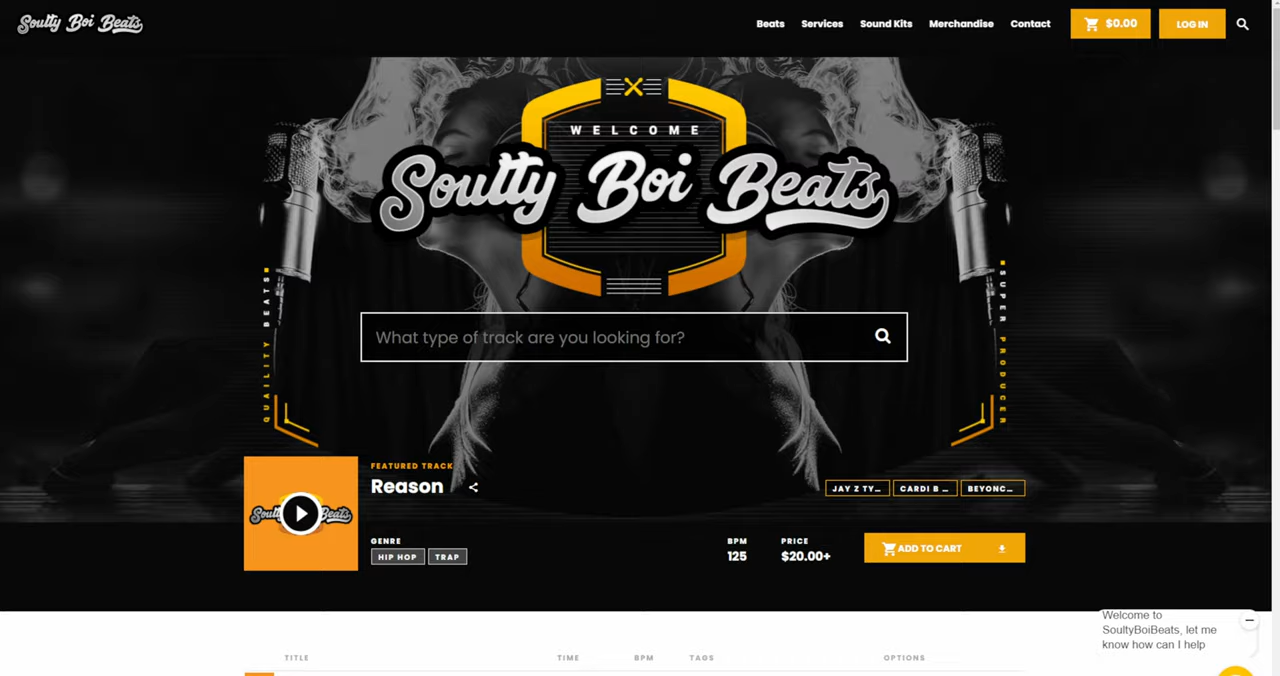 Soulty Boi Beats
Beats Services Sound Kits Merchandise Contact $0.00 LOG IN
WELCOME
Soulty Boi Beats
What type of track are you looking for?
QUAILITY BEATS
SUPER PRODUCER
FEATURED TRACK
Reason
JAY Z TY... CARDI B ... BEYONC...
Soulty Beats
GENRE
HIP HOP TRAP
BPM
125
PRICE
$20.00+
ADD TO CART
Welcome to
SoultyBoiBeats, let me
know how can I help
TITLE TIME BPM TAGS OPTIONS